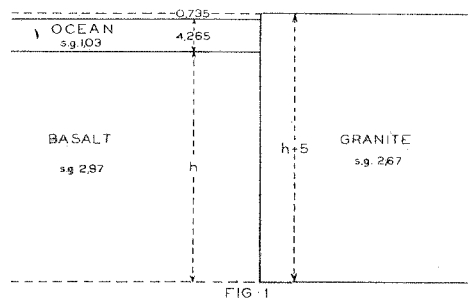 0,735
OCEAN
s.g. 1,03
4,265
BASALT
s.g. 2,97
h
GRANITE
s.g. 2,67
h+5
FIG 1